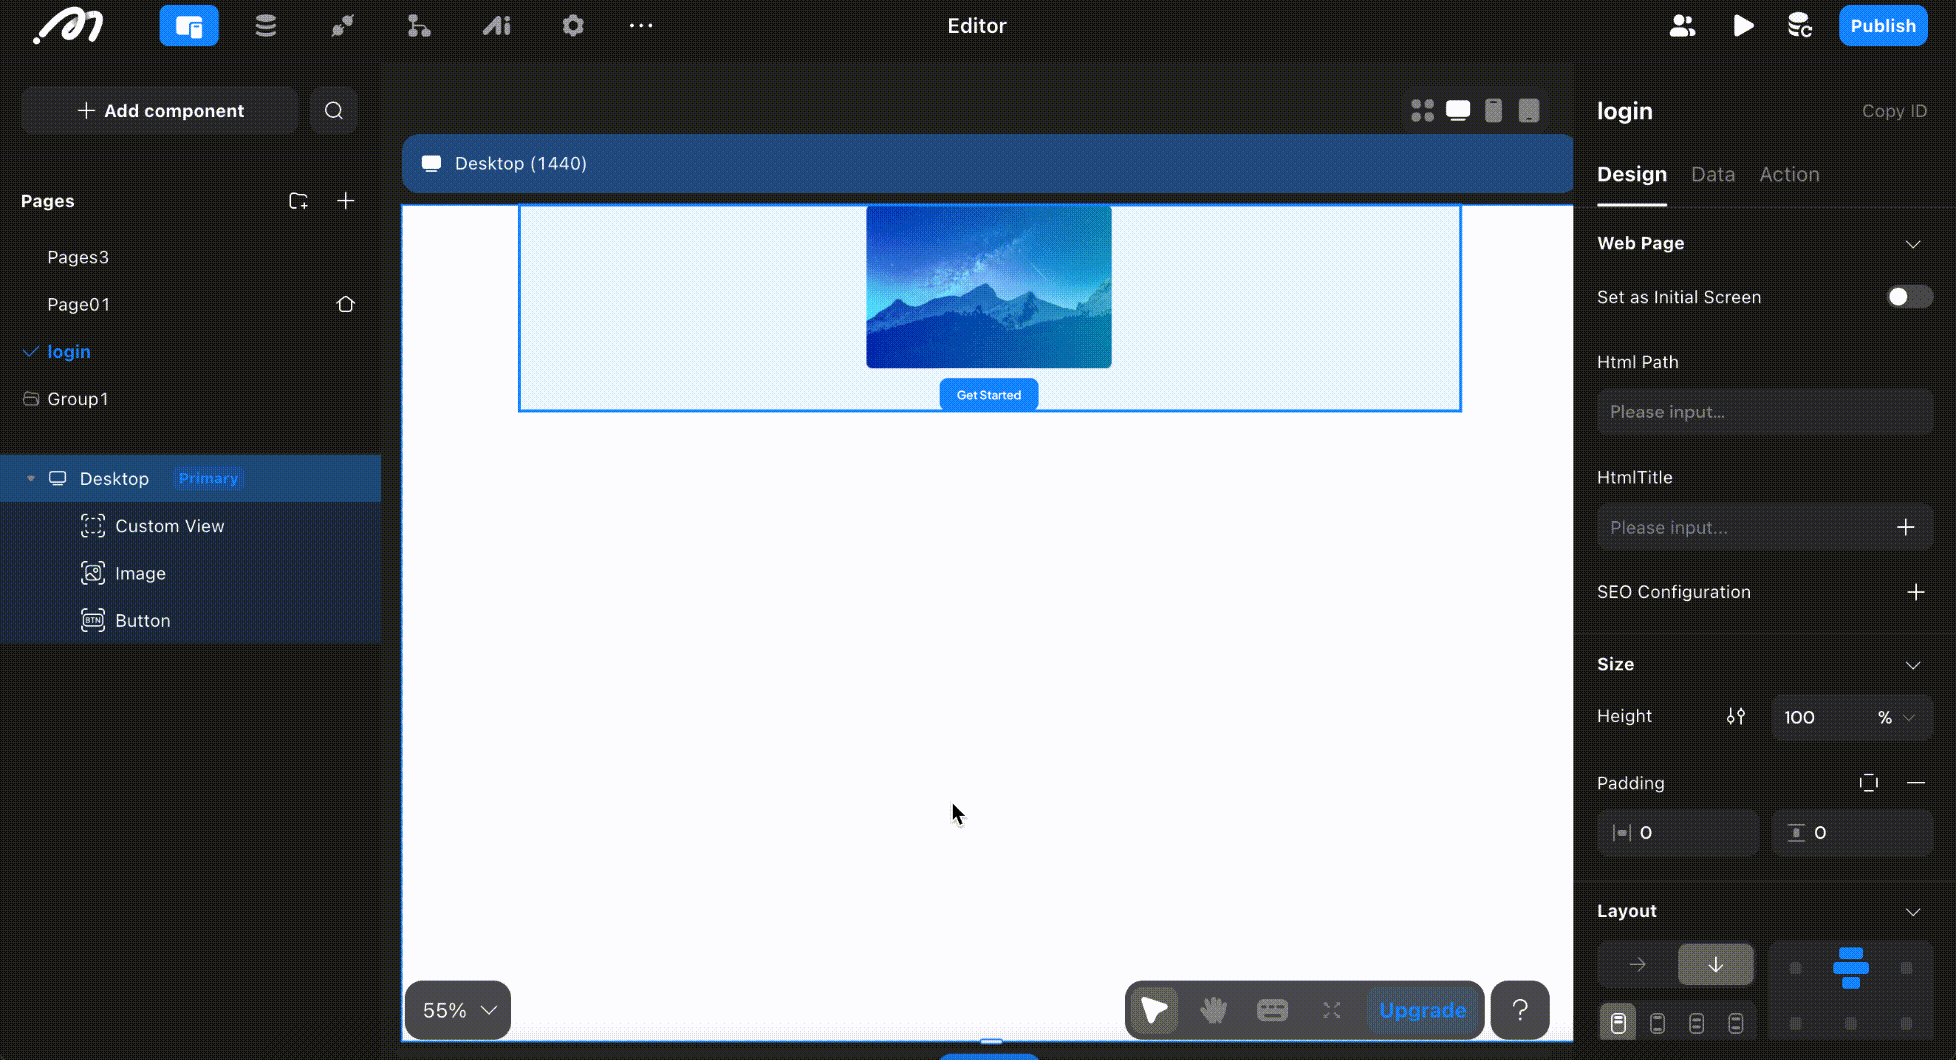 Ai
Editor
Publish
Add component
Pages
Pages3
Page01
login
Group1
Desktop Primary
Custom View
Image
BTN Button
Desktop (1440)
Get Started
55%
Upgrade
?
login Copy ID
Design Data Action
Web Page
Set as Initial Screen
Html Path
Please input...
HtmlTitle
Please input...
SEO Configuration
Size
Height 100 %
Padding
0 0
Layout